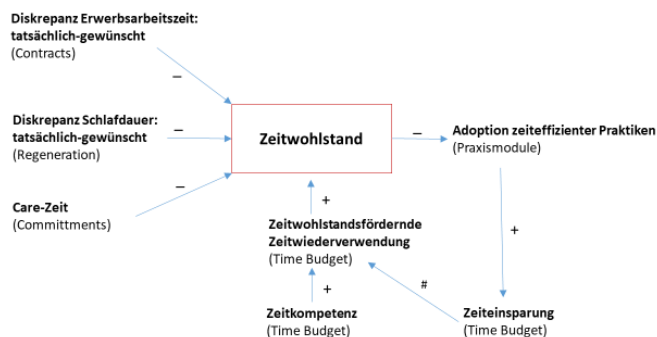 Diskrepanz Erwerbsarbeitszeit:
tatsächlich-gewünscht
(Contracts)
–
Diskrepanz Schlafdauer:
tatsächlich-gewünscht
(Regeneration)
–
Care-Zeit
(Committments)
–
Zeitwohlstand
–
Adoption zeiteffizienter Praktiken
(Praxismodule)
+
+
Zeitwohlstandsfördernde
Zeitwiederverwendung
(Time Budget)
#
+
Zeitkompetenz
(Time Budget)
Zeiteinsparung
(Time Budget)